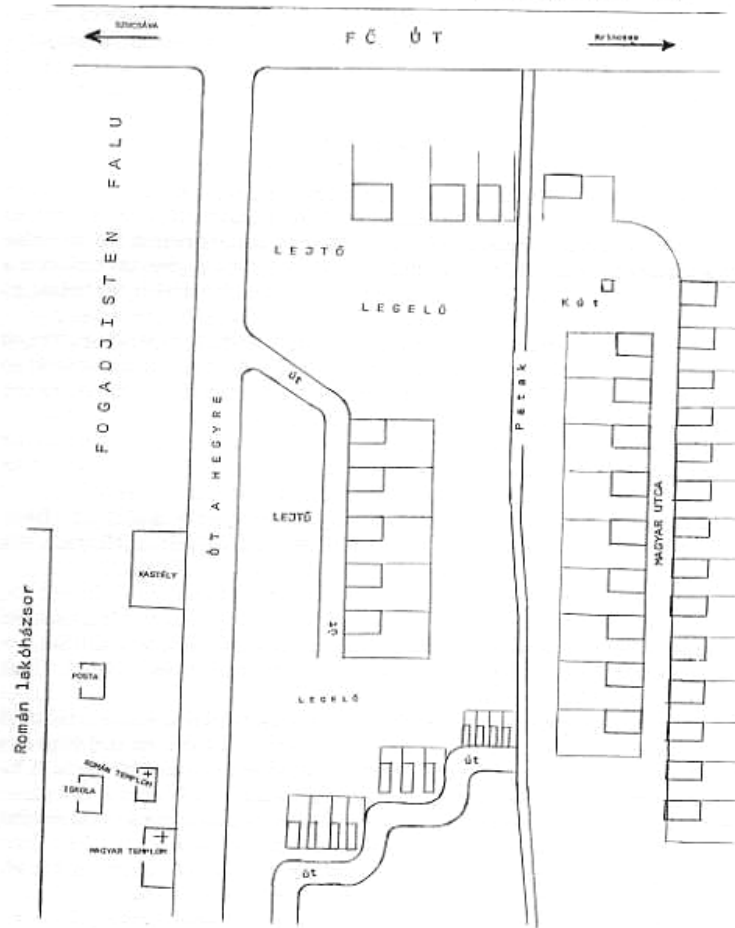 FŐ ÚT
FOGADJISTEN FALU
LEJTŐ
LEGELŐ
Kút
út
Patak
ÚT A HEGYRE
LEJTŐ
MAGYAR UTCA
KASTÉLY
Román lakóházsor
út
POSTA
LEGELŐ
ROMÁN TEMPLOM
ISKOLA
út
MAGYAR TEMPLOM
út